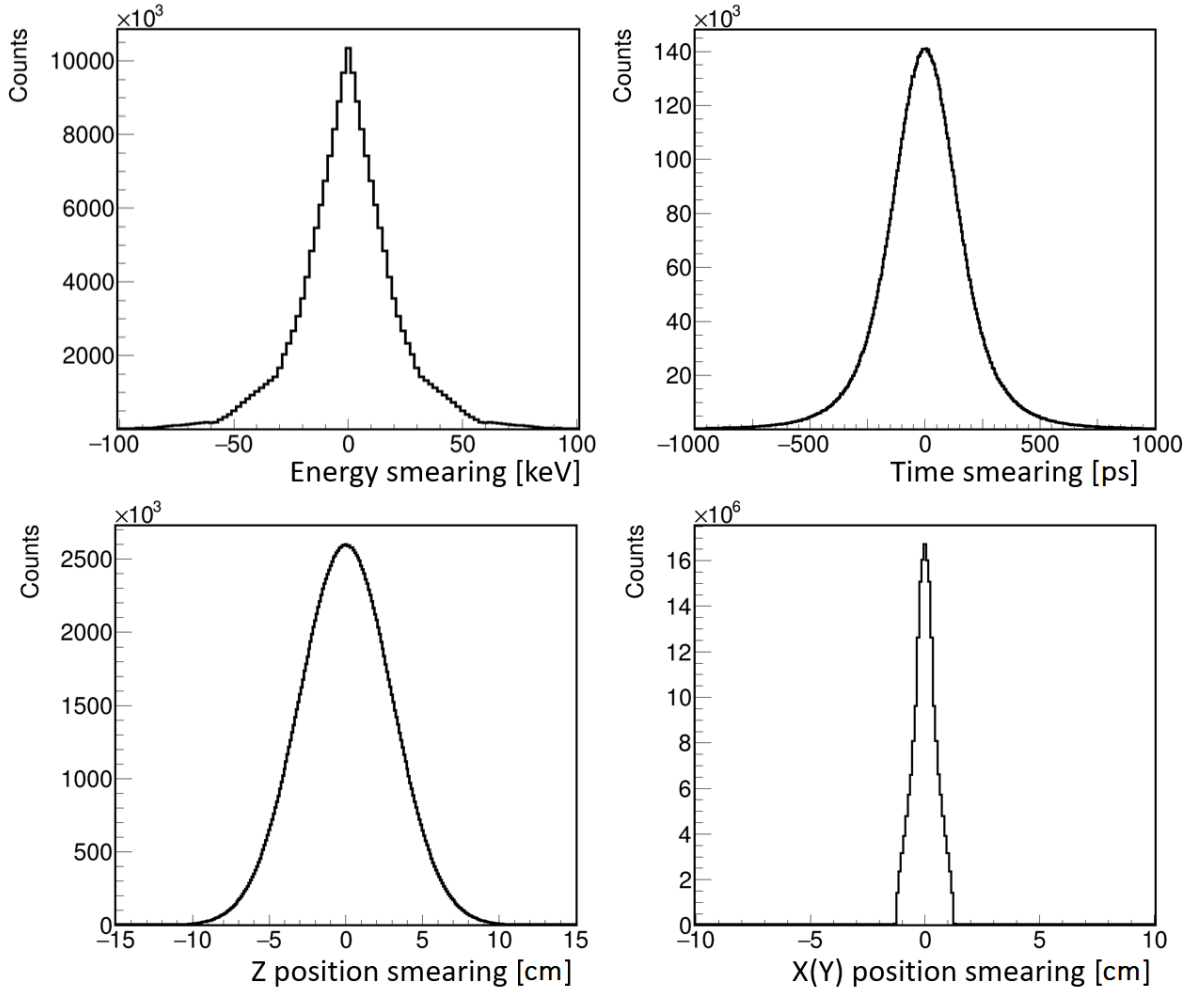 ×10³
Counts
10000
8000
6000
4000
2000
−100 −50 0 50 100
Energy smearing [keV]
×10³
Counts
140
120
100
80
60
40
20
−1000 −500 0 500 1000
Time smearing [ps]
×10³
Counts
2500
2000
1500
1000
500
0
−15 −10 −5 0 5 10 15
Z position smearing [cm]
×10⁶
Counts
16
14
12
10
8
6
4
2
0
−10 −5 0 5 10
X(Y) position smearing [cm]